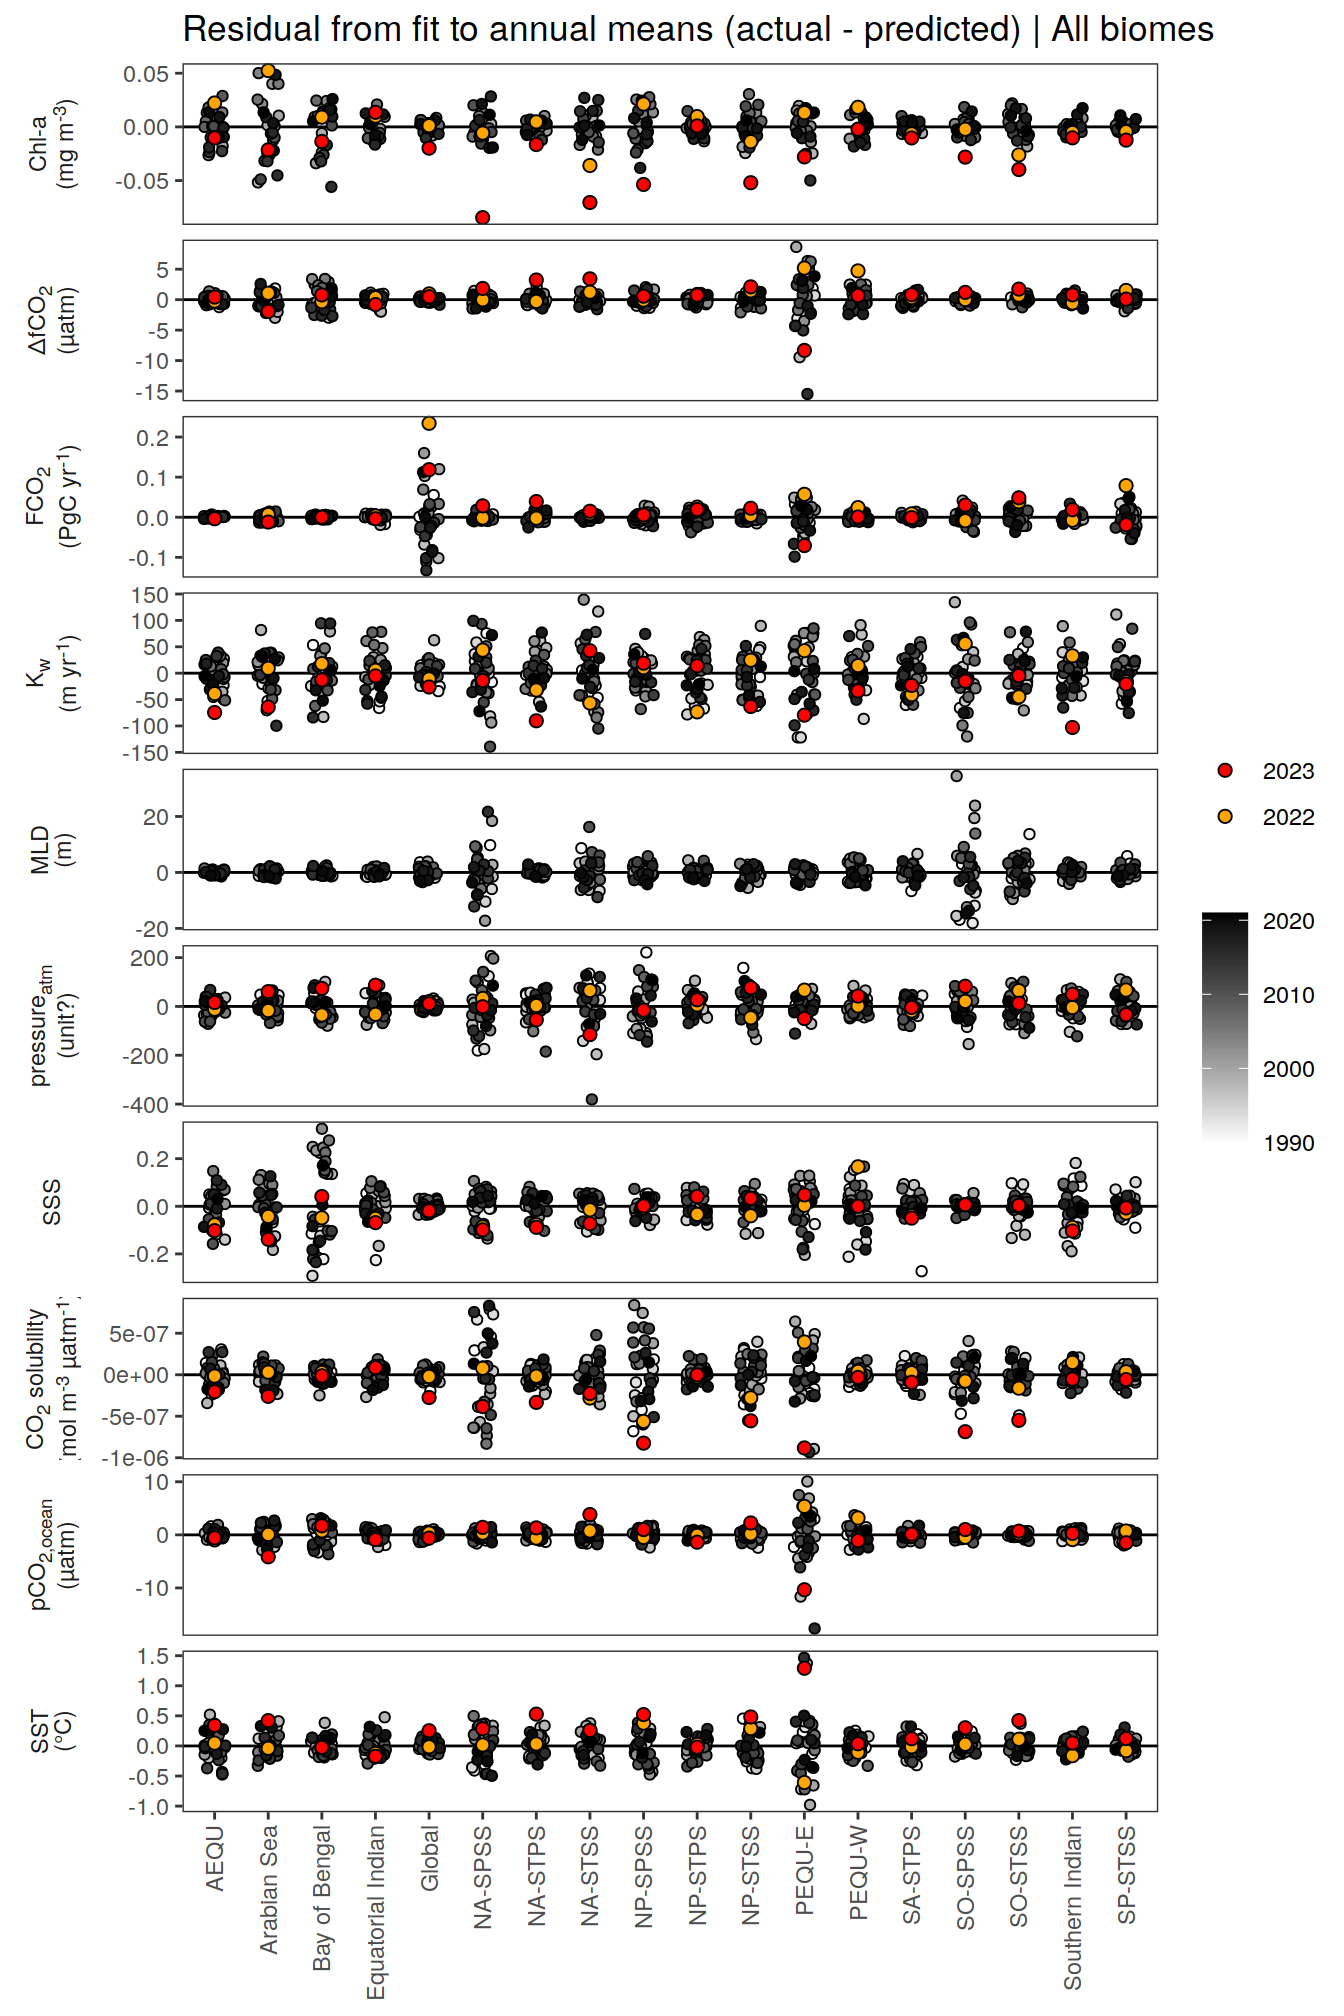 Residual from fit to annual means (actual - predicted) | All biomes
Chl-a
(mg m⁻³)
0.05
0.00
-0.05
ΔfCO₂
(µatm)
5
0
-5
-10
-15
FCO₂
(PgC yr⁻¹)
0.2
0.1
0.0
-0.1
K_w
(m yr⁻¹)
150
100
50
0
-50
-100
-150
MLD
(m)
20
0
-20
pressure_atm
(unit?)
200
0
-200
-400
SSS
0.2
0.0
-0.2
CO₂ solubility
mol m⁻³ µatm⁻¹
5e-07
0e+00
-5e-07
-1e-06
pCO₂,ocean
(µatm)
10
0
-10
SST
(°C)
1.5
1.0
0.5
0.0
-0.5
-1.0
AEQU
Arabian Sea
Bay of Bengal
Equatorial Indian
Global
NA-SPSS
NA-STPS
NA-STSS
NP-SPSS
NP-STPS
NP-STSS
PEQU-E
PEQU-W
SA-STPS
SO-SPSS
SO-STSS
Southern Indian
SP-STSS
2023
2022
2020
2010
2000
1990